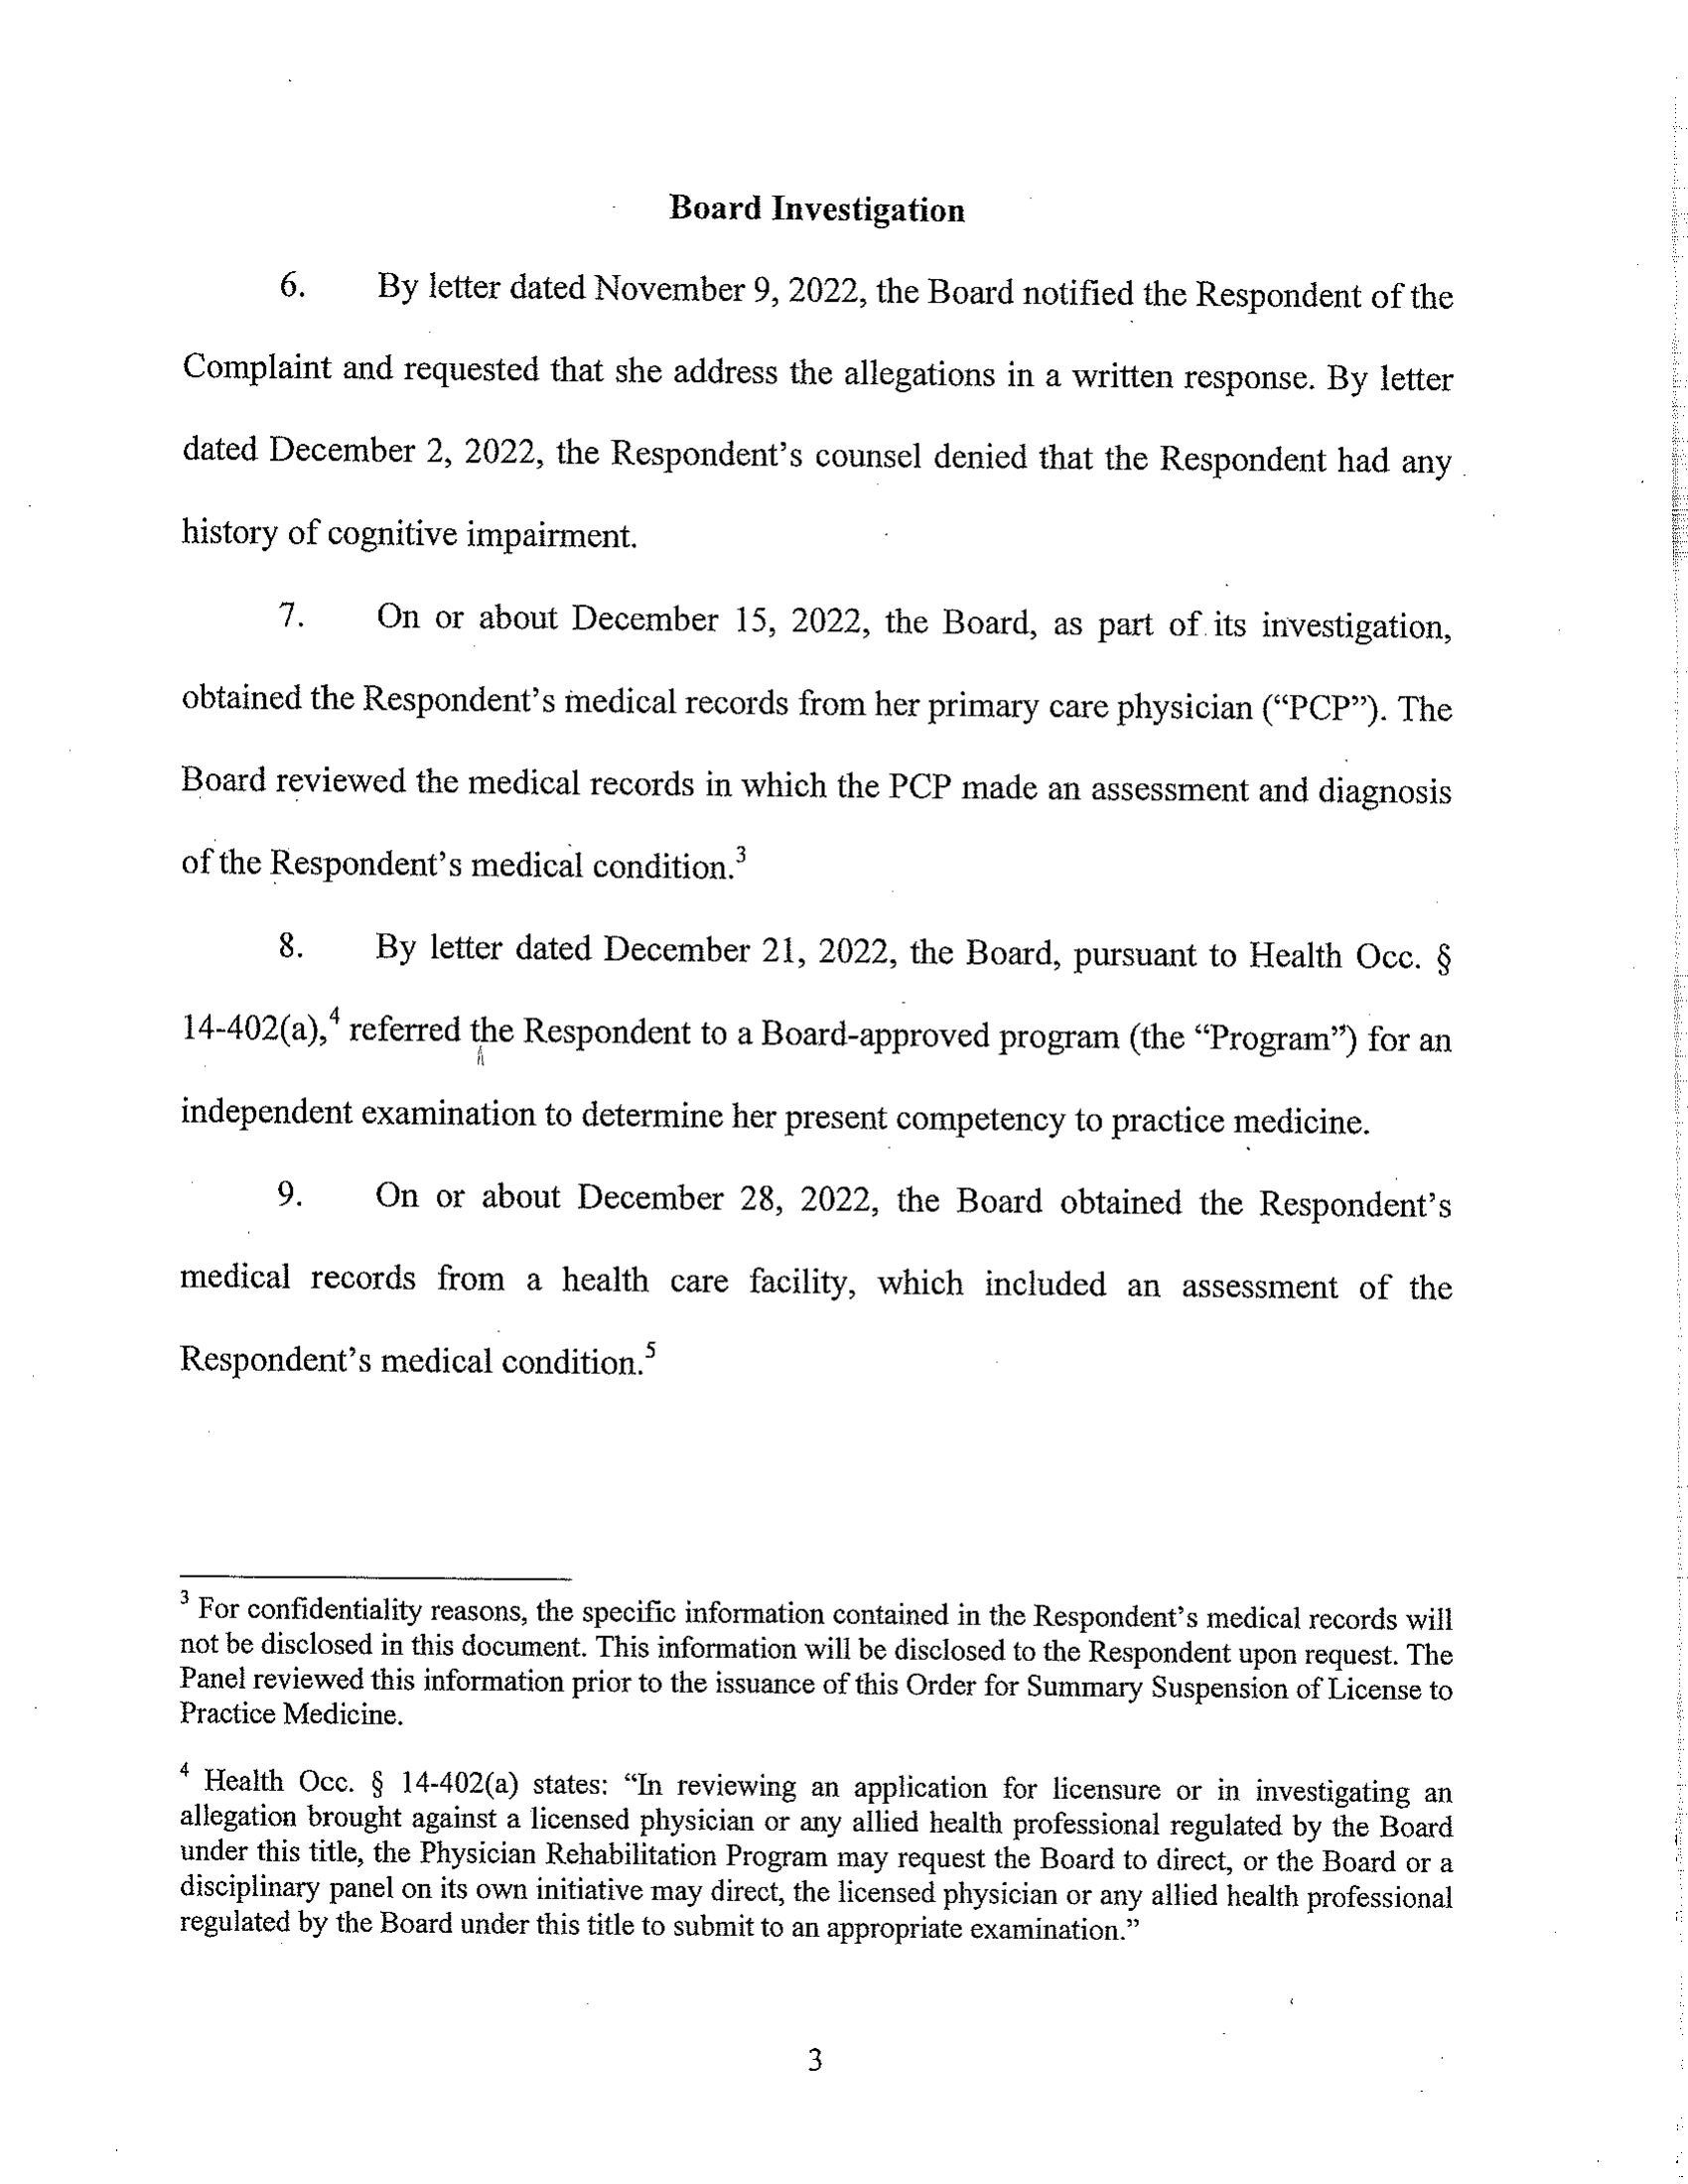 Board Investigation
6. By letter dated November 9, 2022, the Board notified the Respondent of the
Complaint and requested that she address the allegations in a written response. By letter
dated December 2, 2022, the Respondent's counsel denied that the Respondent had any
history of cognitive impairment.
7. On or about December 15, 2022, the Board, as part of its investigation,
obtained the Respondent's medical records from her primary care physician (“PCP”). The
Board reviewed the medical records in which the PCP made an assessment and diagnosis
of the Respondent's medical condition.³
8. By letter dated December 21, 2022, the Board, pursuant to Health Occ. §
14-402(a),⁴ referred the Respondent to a Board-approved program (the “Program”) for an
independent examination to determine her present competency to practice medicine.
9. On or about December 28, 2022, the Board obtained the Respondent's
medical records from a health care facility, which included an assessment of the
Respondent's medical condition.⁵
³ For confidentiality reasons, the specific information contained in the Respondent's medical records will
not be disclosed in this document. This information will be disclosed to the Respondent upon request. The
Panel reviewed this information prior to the issuance of this Order for Summary Suspension of License to
Practice Medicine.
⁴ Health Occ. § 14-402(a) states: “In reviewing an application for licensure or in investigating an
allegation brought against a licensed physician or any allied health professional regulated by the Board
under this title, the Physician Rehabilitation Program may request the Board to direct, or the Board or a
disciplinary panel on its own initiative may direct, the licensed physician or any allied health professional
regulated by the Board under this title to submit to an appropriate examination.”
3